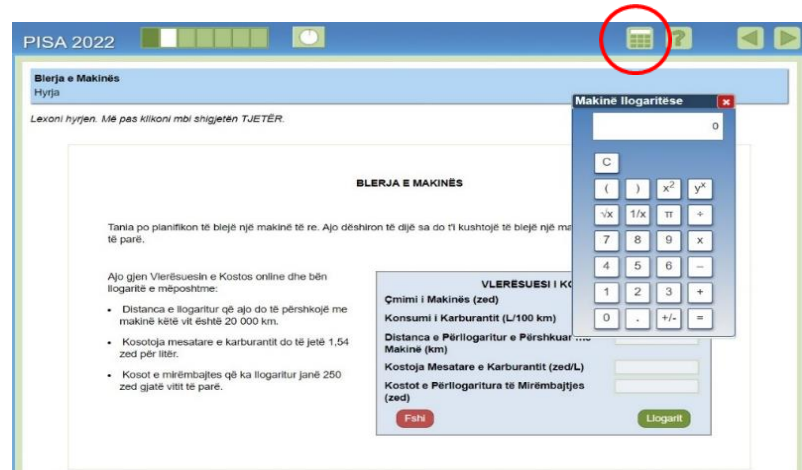 PISA 2022
?
Blerja e Makinës
Hyrja
Lexoni hyrjen. Më pas klikoni mbi shigjetën TJETËR.
BLERJA E MAKINËS
Tania po planifikon të blejë një makinë të re. Ajo dëshiron të dijë sa do t'i kushtojë të blejë një ma
të parë.
Ajo gjen Vlerësuesin e Kostos online dhe bën
llogaritë e mëposhtme:
• Distanca e llogaritur që ajo do të përshkojë me
makinë këtë vit është 20 000 km.
• Kosotoja mesatare e karburantit do të jetë 1,54
zed për litër.
• Kosot e mirëmbajtes që ka llogaritur janë 250
zed gjatë vitit të parë.
VLERËSUESI I KO
Çmimi i Makinës (zed)
Konsumi i Karburantit (L/100 km)
Distanca e Përllogaritur e Përshkuar me
Makinë (km)
Kostoja Mesatare e Karburantit (zed/L)
Kostot e Përllogaritura të Mirëmbajtjes
(zed)
Fshi
Llogarit
Makinë llogaritëse
0
C
( ) x² yˣ
√x 1/x π ÷
7 8 9 x
4 5 6 –
1 2 3 +
0 . +/- =